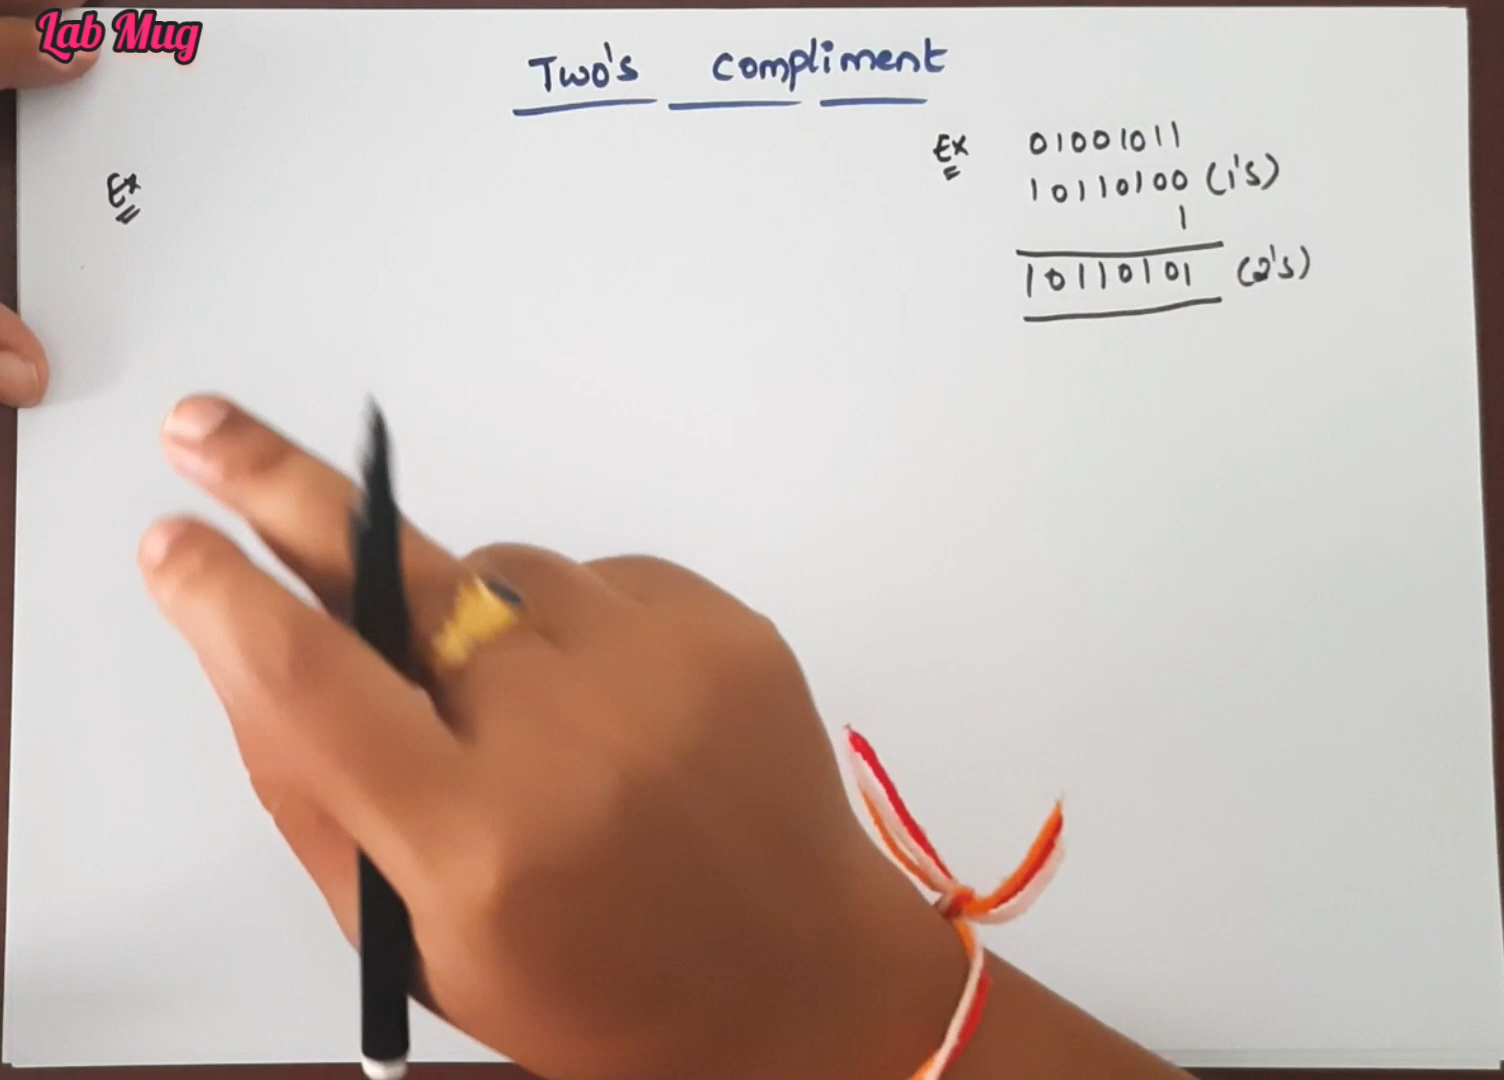 Lab Mug
Two's compliment
Ex 01001011
10110100 (1's)
1
10110101 (2's)
Ex